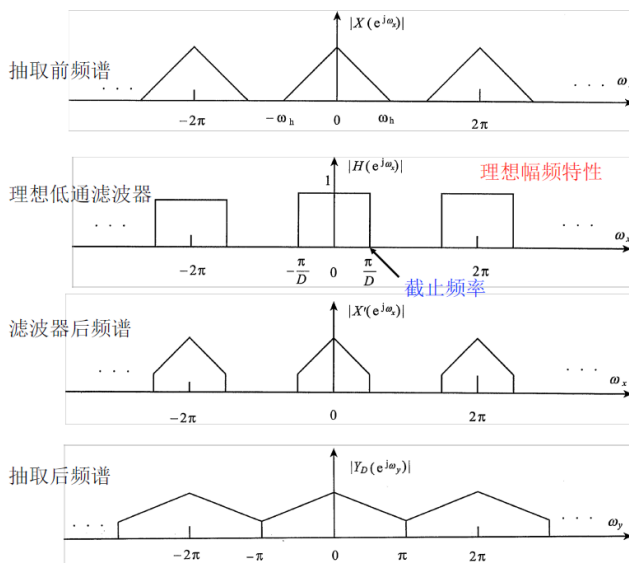 |X(e^{jω_x})|
抽取前频谱
· · ·
· · ·
ω
−2π
−ω_h
0
ω_h
2π
|H(e^{jω_x})|
理想幅频特性
1
理想低通滤波器
· · ·
· · ·
ω_x
−2π
−π/D
0
π/D
2π
截止频率
|X'(e^{jω_x})|
滤波器后频谱
· · ·
· · ·
ω_x
−2π
0
2π
|Y_D(e^{jω_y})|
抽取后频谱
· · ·
· · ·
ω_y
−2π
−π
0
π
2π